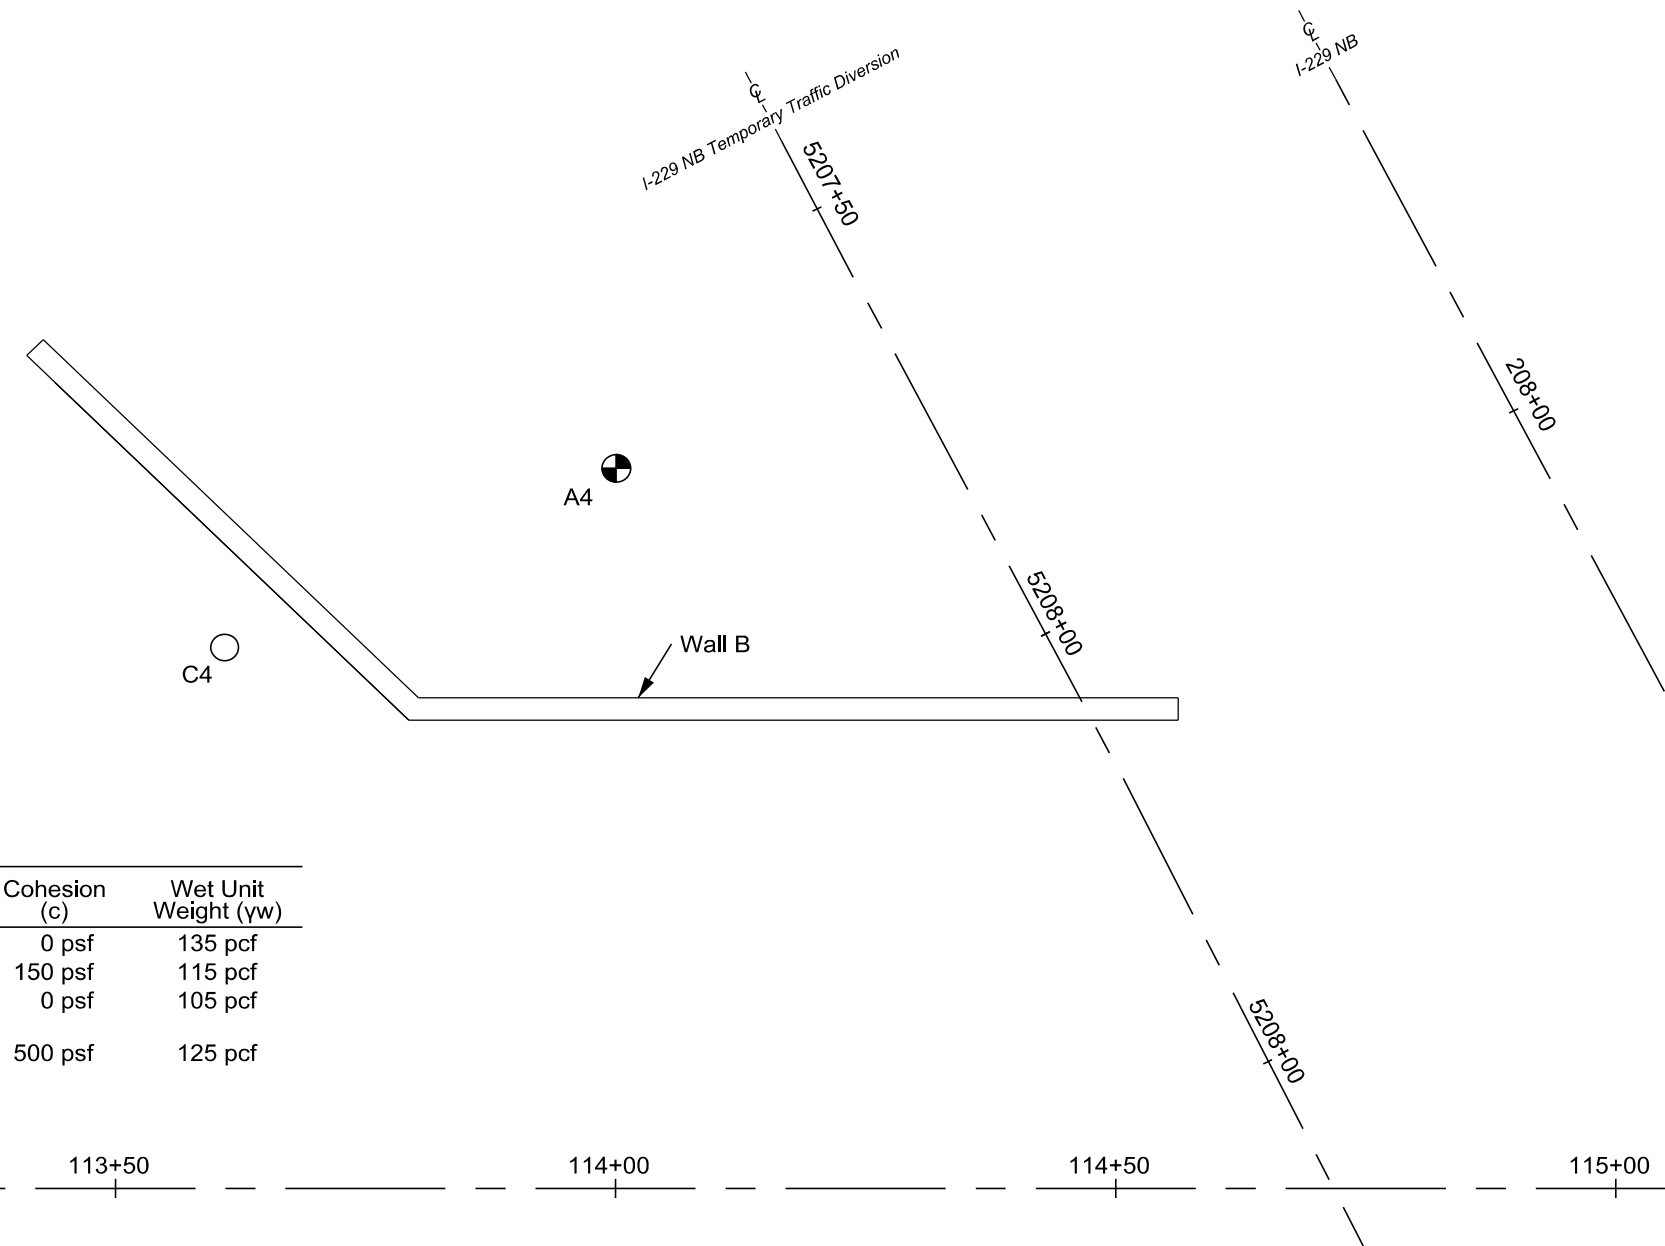 ℄
I-229 NB
℄
I-229 NB Temporary Traffic Diversion
5207+50
208+00
A4
5208+00
Wall B
C4
Cohesion Wet Unit
(c) Weight (γw)
0 psf 135 pcf
150 psf 115 pcf
0 psf 105 pcf
500 psf 125 pcf
5208+00
113+50 114+00 114+50 115+00